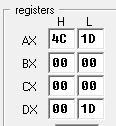 registers
H L
AX 4C 1D
BX 00 00
CX 00 00
DX 00 1D